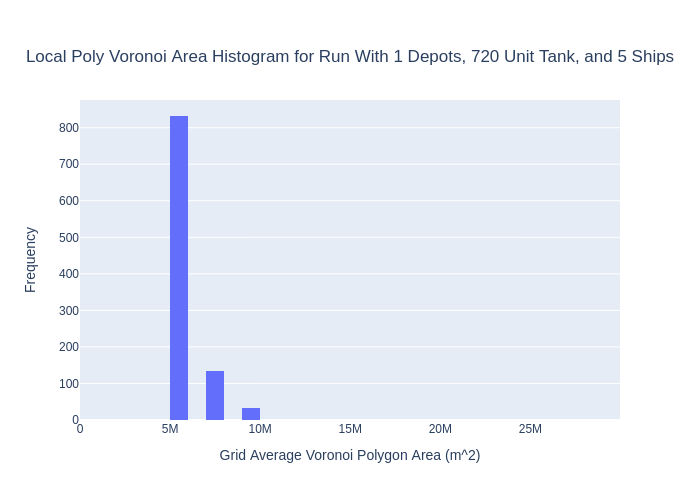 Local Poly Voronoi Area Histogram for Run With 1 Depots, 720 Unit Tank, and 5 Ships
800
700
600
500
400
300
200
100
0
Frequency
0 5M 10M 15M 20M 25M
Grid Average Voronoi Polygon Area (m^2)